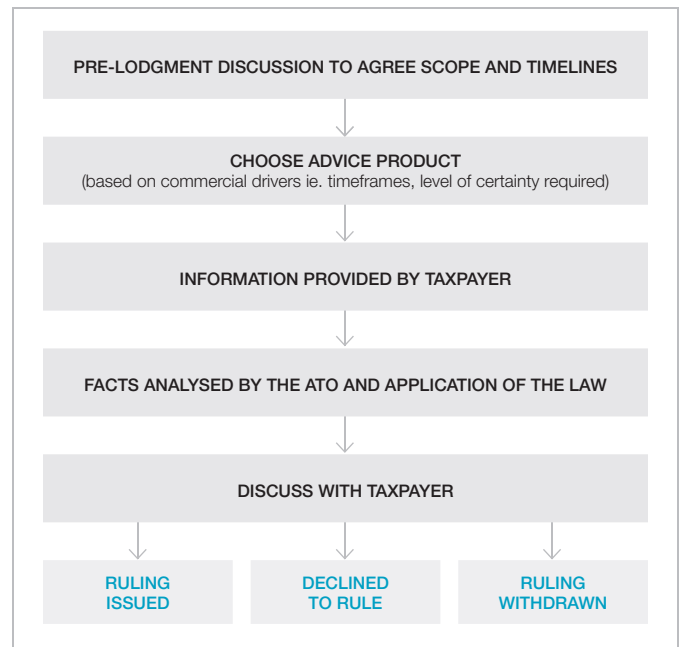 PRE-LODGMENT DISCUSSION TO AGREE SCOPE AND TIMELINES
CHOOSE ADVICE PRODUCT
(based on commercial drivers ie. timeframes, level of certainty required)
INFORMATION PROVIDED BY TAXPAYER
FACTS ANALYSED BY THE ATO AND APPLICATION OF THE LAW
DISCUSS WITH TAXPAYER
RULING
ISSUED
DECLINED
TO RULE
RULING
WITHDRAWN